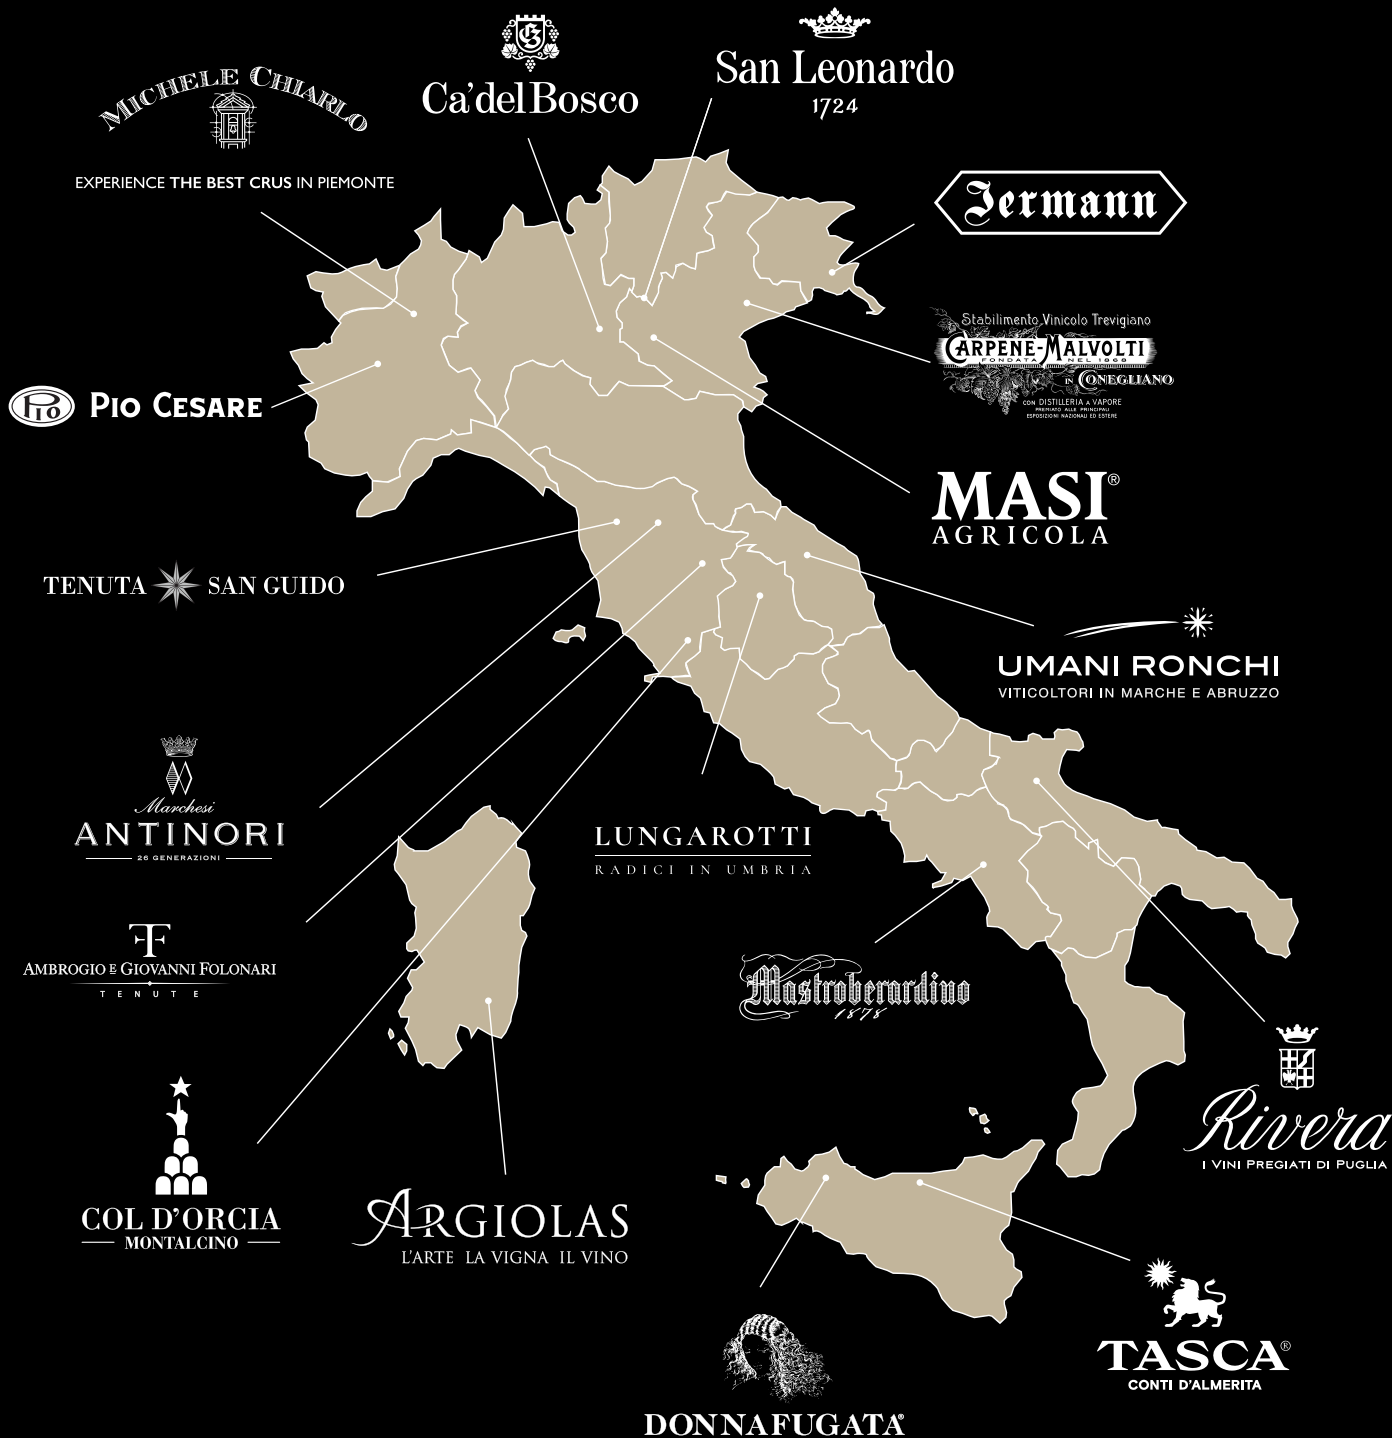 San Leonardo
1724
Ca'del Bosco
MICHELE CHIARLO
EXPERIENCE THE BEST CRUS IN PIEMONTE
Jermann
Stabilimento Vinicolo Trevigiano
CARPENÈ-MALVOLTI
FONDATA NEL 1868
IN CONEGLIANO
CON DISTILLERIA A VAPORE
PREMIATO ALLE PRINCIPALI
ESPOSIZIONI NAZIONALI ED ESTERE
PIO
PIO CESARE
MASI®
AGRICOLA
TENUTA SAN GUIDO
UMANI RONCHI
VITICOLTORI IN MARCHE E ABRUZZO
Marchesi
ANTINORI
26 GENERAZIONI
LUNGAROTTI
RADICI IN UMBRIA
AMBROGIO E GIOVANNI FOLONARI
TENUTE
Mastroberardino
1878
Rivera
I VINI PREGIATI DI PUGLIA
COL D'ORCIA
MONTALCINO
ARGIOLAS
L'ARTE LA VIGNA IL VINO
TASCA®
CONTI D'ALMERITA
DONNAFUGATA®